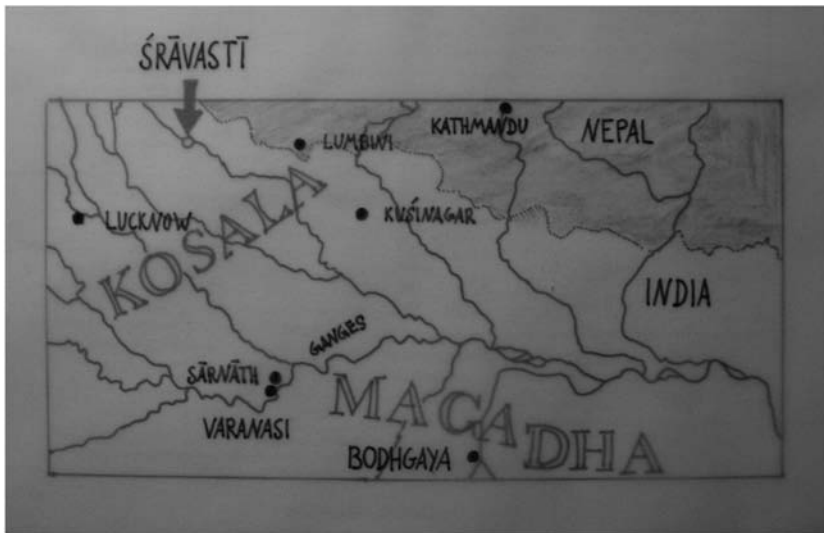 ŚRĀVASTĪ
KATHMANDU
NEPAL
LUMBINI
LUCKNOW
KUŚINAGAR
KOSALA
INDIA
GANGES
SĀRNĀTH
MAGADHA
VARANASI
BODHGAYA